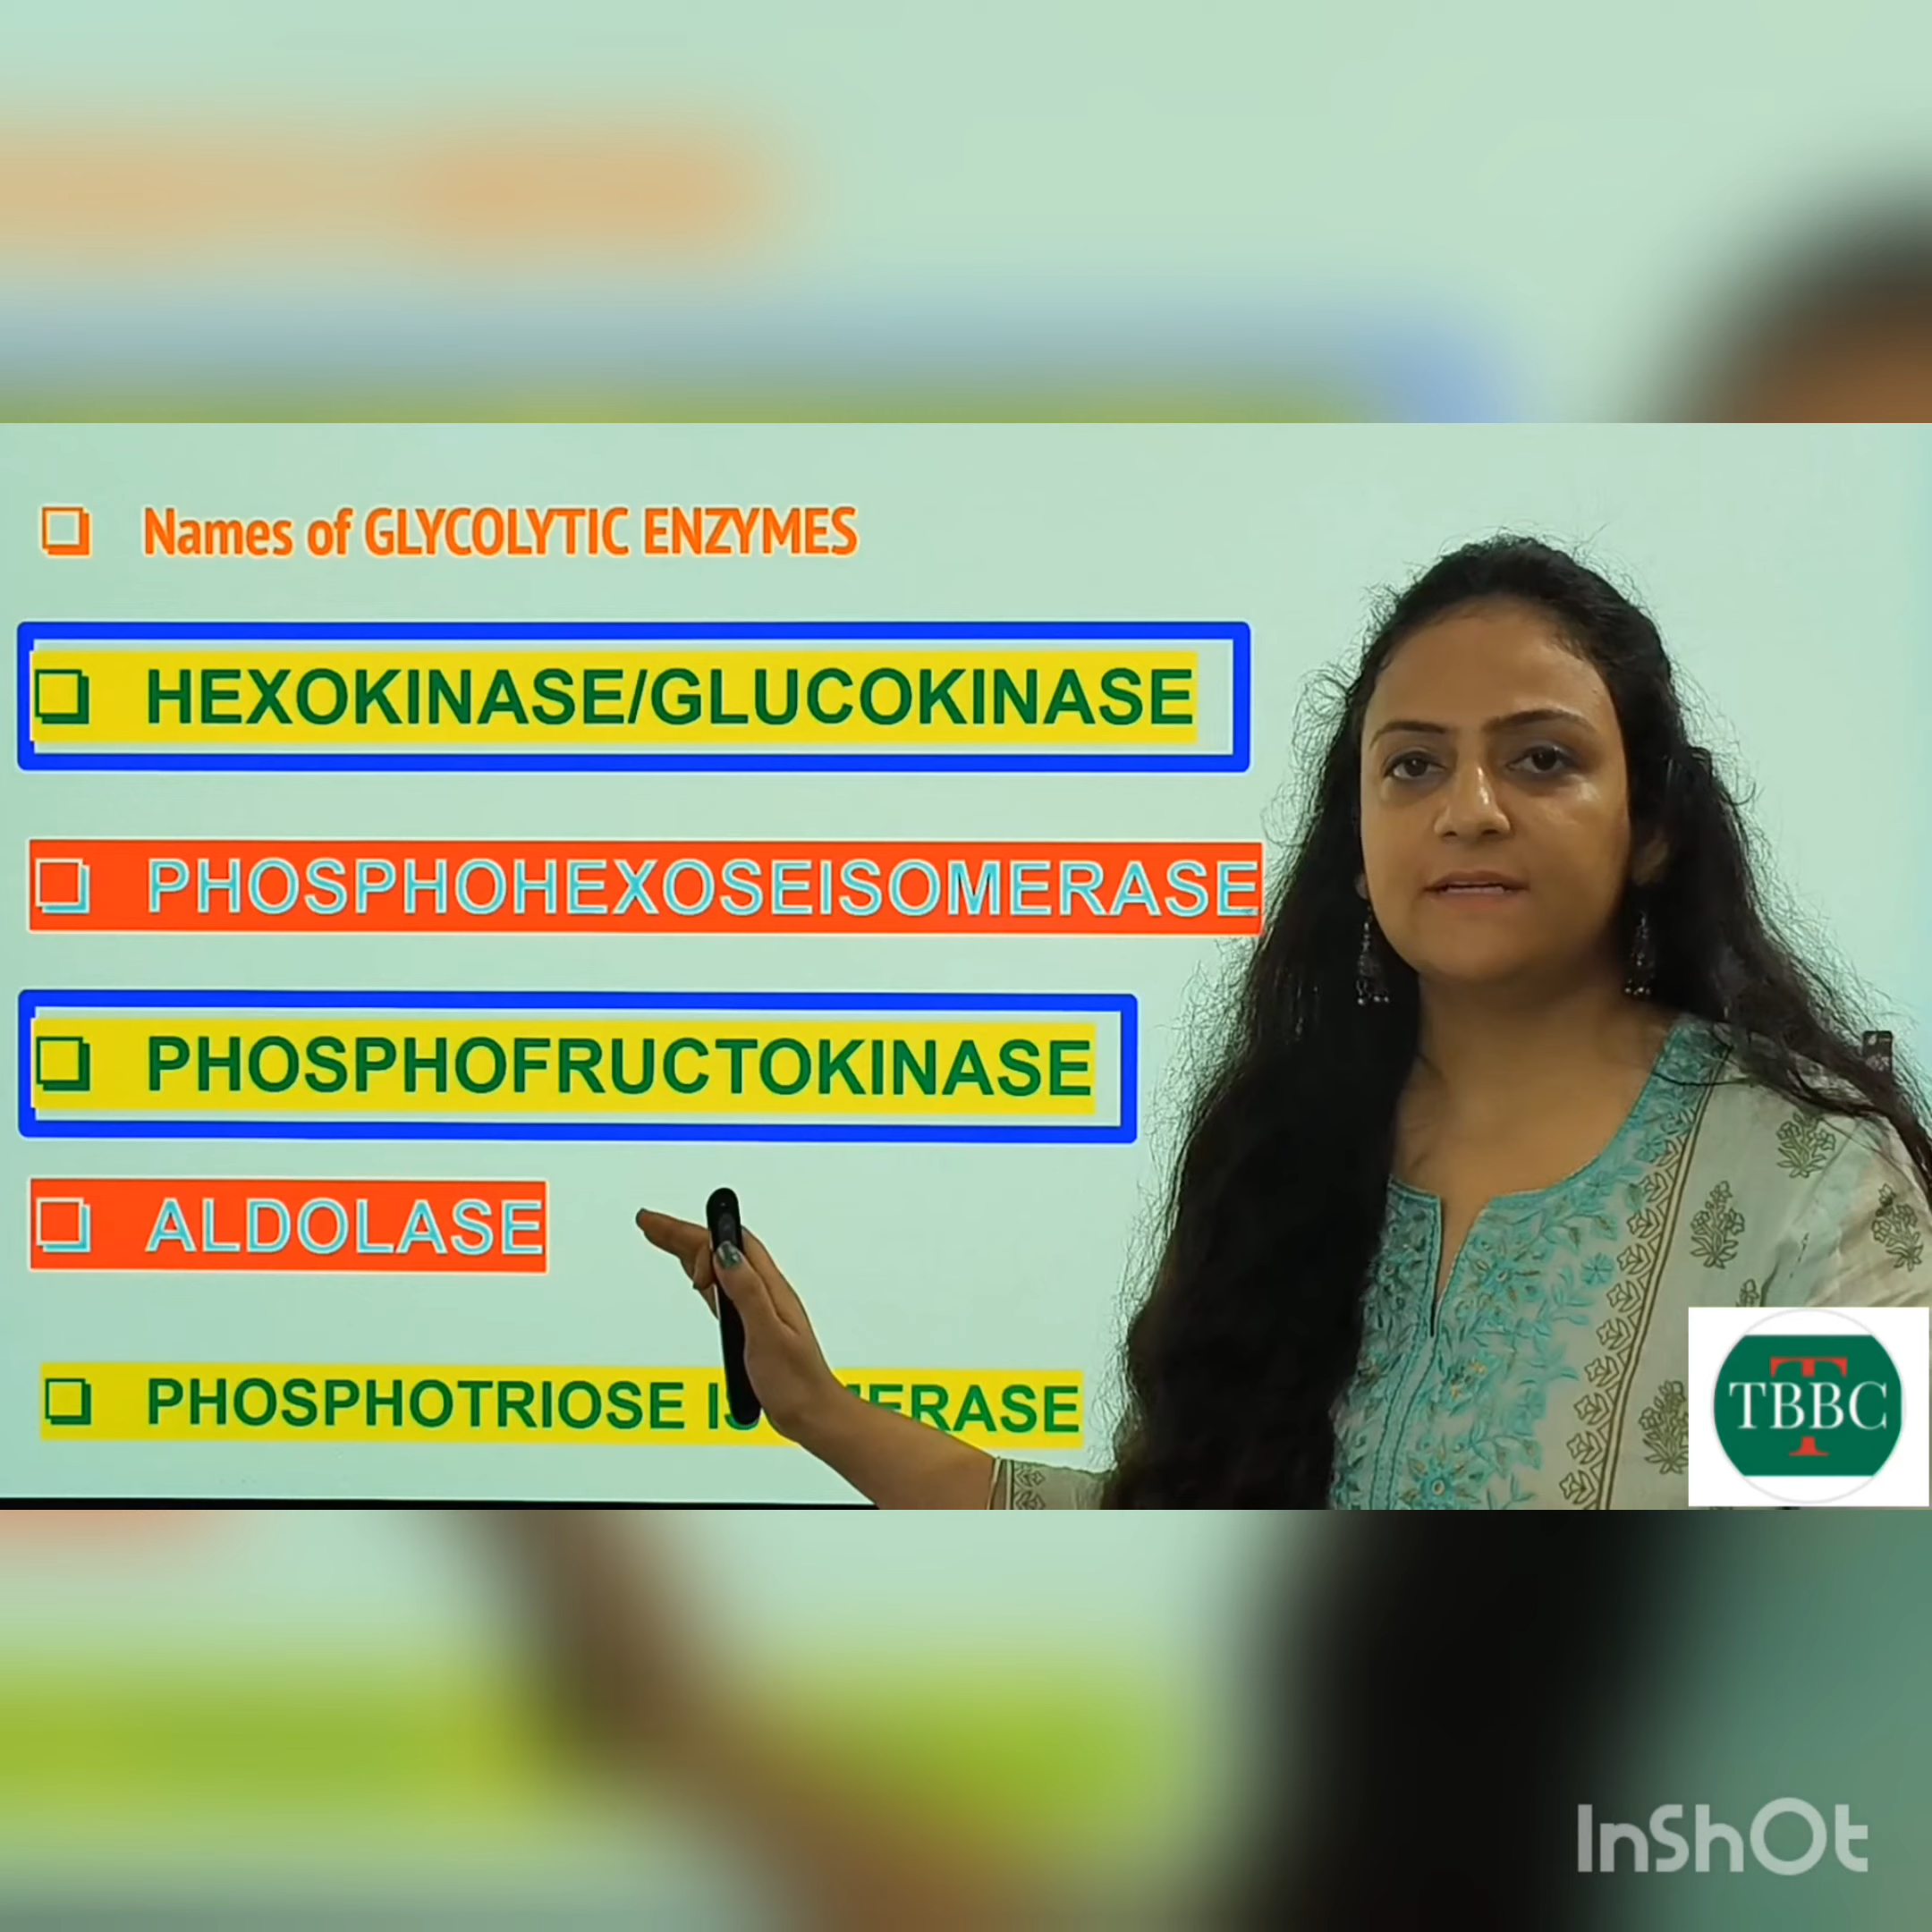 Names of GLYCOLYTIC ENZYMES
HEXOKINASE/GLUCOKINASE
PHOSPHOHEXOSEISOMERASE
PHOSPHOFRUCTOKINASE
ALDOLASE
PHOSPHOTRIOSE
TBBC
InShOt